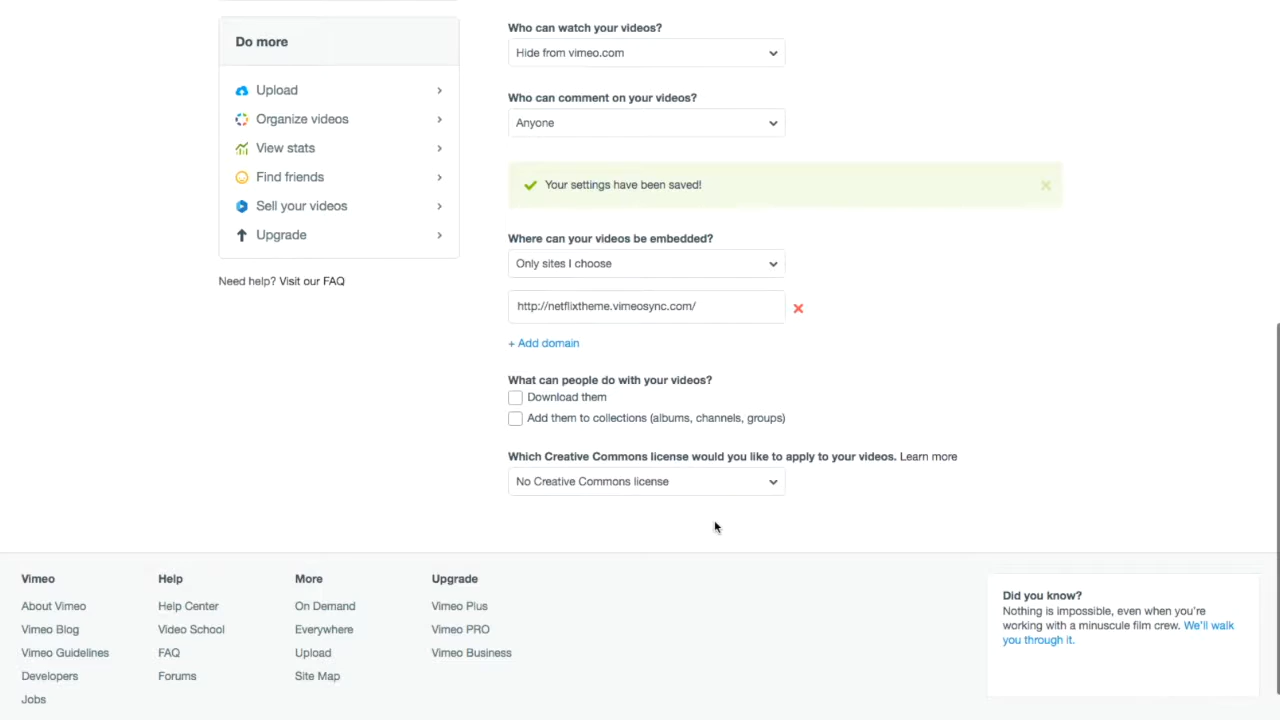 Do more
Upload
Organize videos
View stats
Find friends
Sell your videos
Upgrade
Need help? Visit our FAQ
Who can watch your videos?
Hide from vimeo.com
Who can comment on your videos?
Anyone
Your settings have been saved!
Where can your videos be embedded?
Only sites I choose
http://netflixtheme.vimeosync.com/
+ Add domain
What can people do with your videos?
Download them
Add them to collections (albums, channels, groups)
Which Creative Commons license would you like to apply to your videos. Learn more
No Creative Commons license
Vimeo
About Vimeo
Vimeo Blog
Vimeo Guidelines
Developers
Jobs
Help
Help Center
Video School
FAQ
Forums
More
On Demand
Everywhere
Upload
Site Map
Upgrade
Vimeo Plus
Vimeo PRO
Vimeo Business
Did you know?
Nothing is impossible, even when you're
working with a minuscule film crew. We'll walk
you through it.